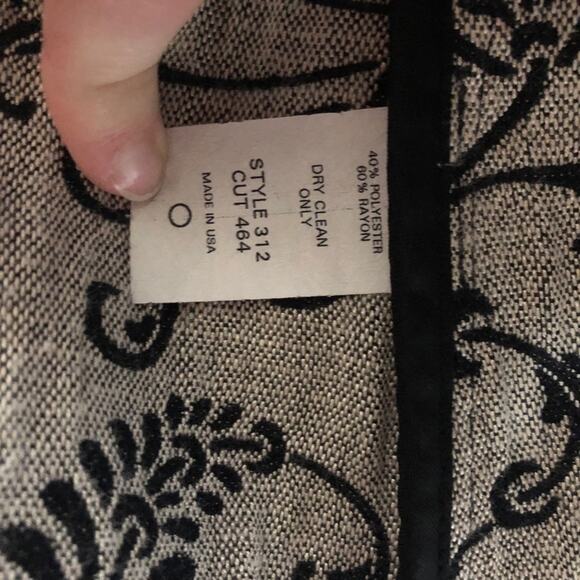 40% POLYESTER
60% RAYON
DRY CLEAN
ONLY
STYLE 312
CUT 464
MADE IN USA